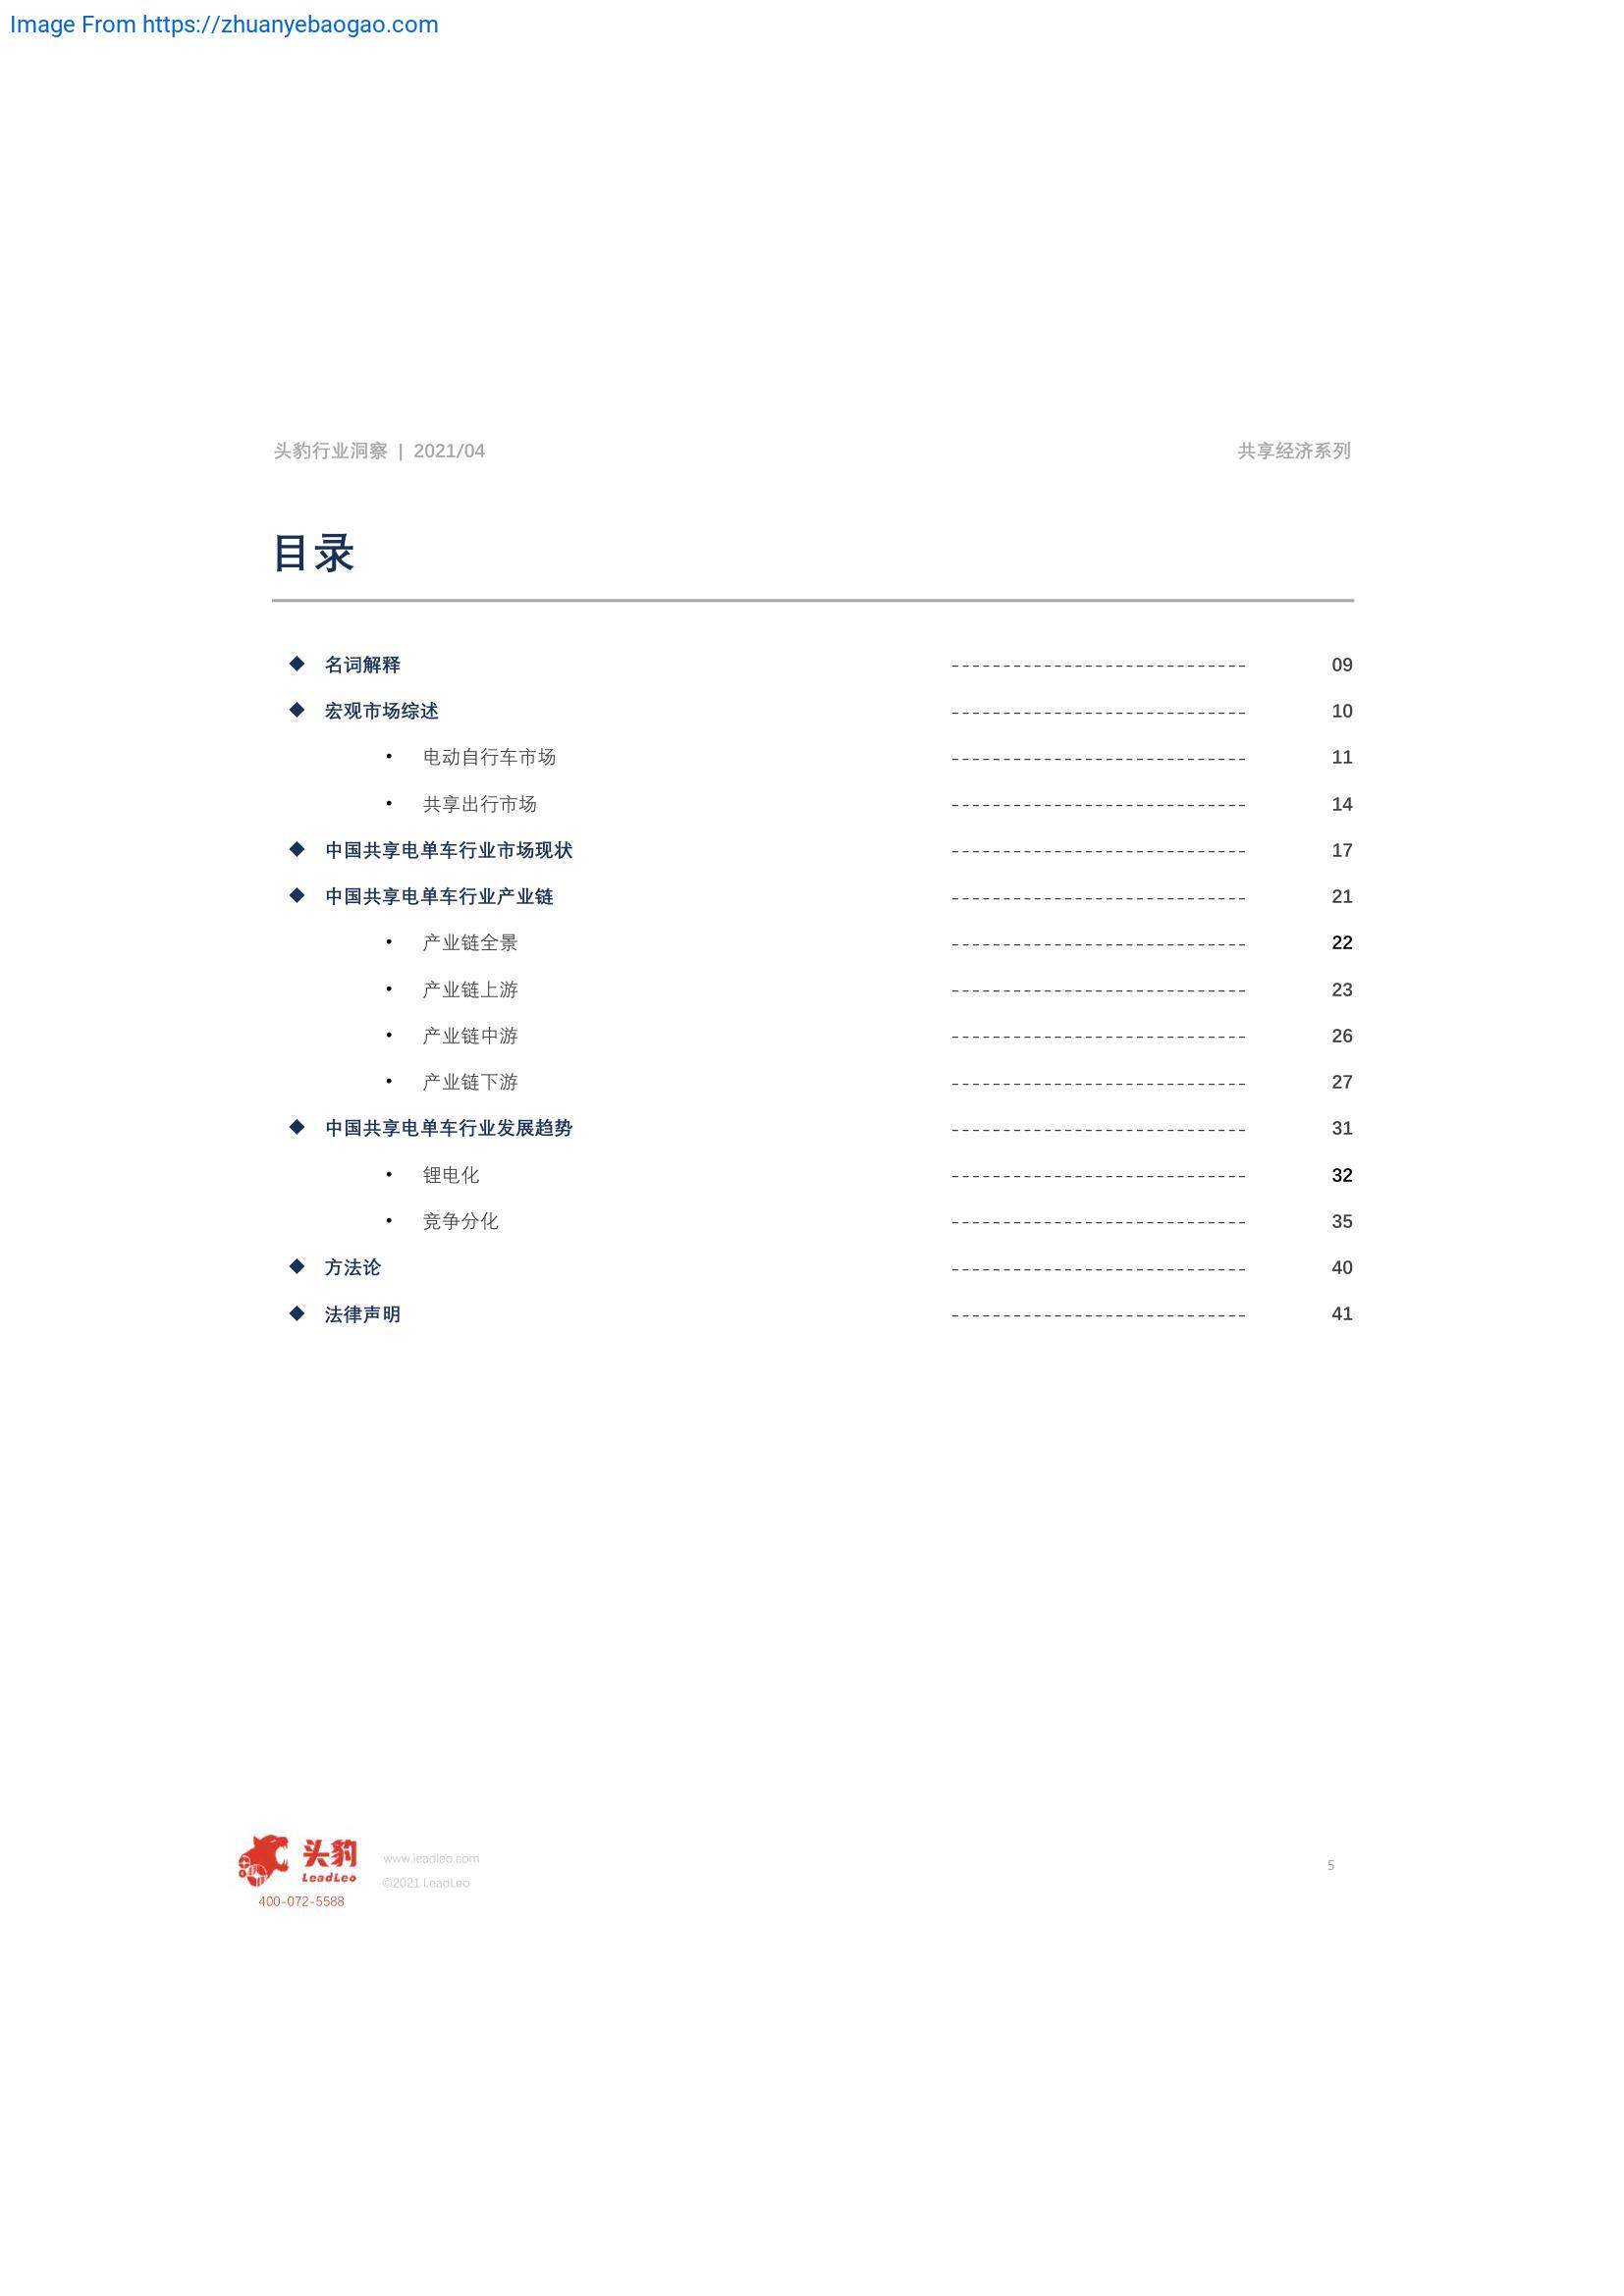 Image From https://zhuanyebaogao.com
头豹行业洞察 | 2021/04 共享经济系列
目录
◆ 名词解释 ----------------------------- 09
◆ 宏观市场综述 ----------------------------- 10
• 电动自行车市场 ----------------------------- 11
• 共享出行市场 ----------------------------- 14
◆ 中国共享电单车行业市场现状 ----------------------------- 17
◆ 中国共享电单车行业产业链 ----------------------------- 21
• 产业链全景 ----------------------------- 22
• 产业链上游 ----------------------------- 23
• 产业链中游 ----------------------------- 26
• 产业链下游 ----------------------------- 27
◆ 中国共享电单车行业发展趋势 ----------------------------- 31
• 锂电化 ----------------------------- 32
• 竞争分化 ----------------------------- 35
◆ 方法论 ----------------------------- 40
◆ 法律声明 ----------------------------- 41
头豹
LeadLeo
400-072-5588
www.leadleo.com
©2021 LeadLeo
5